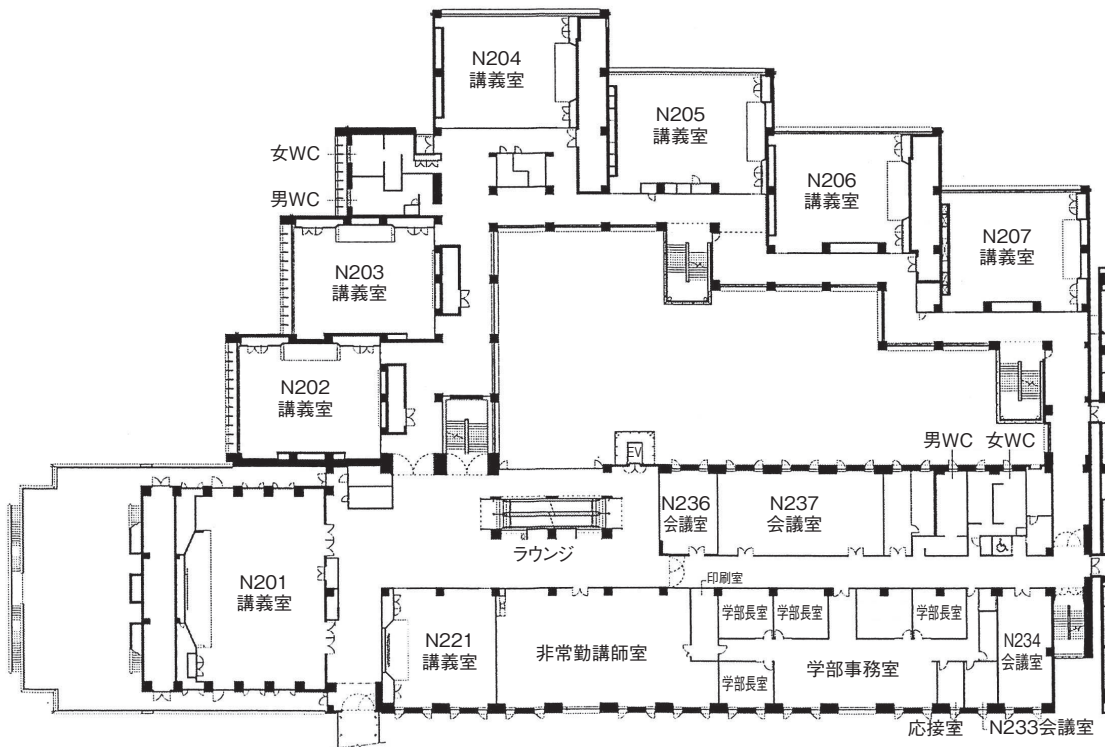 N204
講義室
N205
講義室
女WC
N206
講義室
男WC
N207
講義室
N203
講義室
N202
講義室
男WC
女WC
EV
N236
会議室
N237
会議室
ラウンジ
N201
講義室
印刷室
学部長室
学部長室
学部長室
N221
講義室
非常勤講師室
学部事務室
N234
会議室
学部長室
応接室
N233会議室